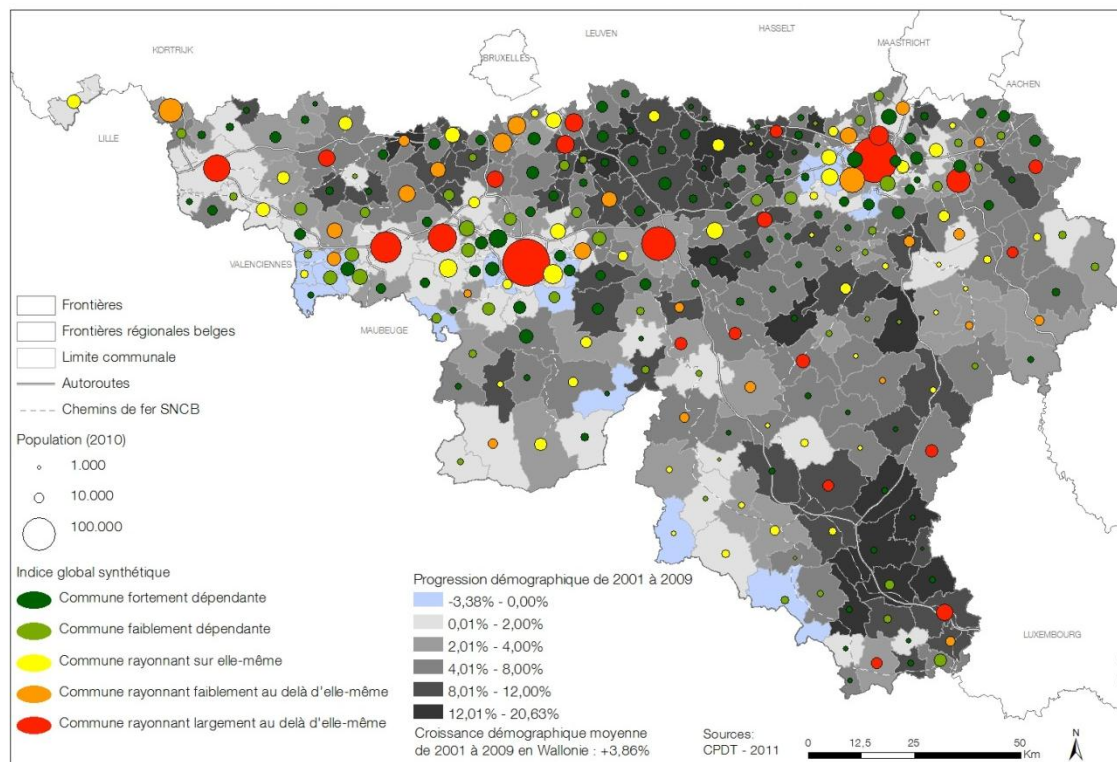 KORTRIJK
LEUVEN
HASSELT
MAASTRICHT
BRUXELLES
AACHEN
LILLE
VALENCIENNES
MAUBEUGE
LUXEMBOURG
Frontières
Frontières régionales belges
Limite communale
Autoroutes
Chemins de fer SNCB
Population (2010)
1.000
10.000
100.000
Indice global synthétique
Commune fortement dépendante
Commune faiblement dépendante
Commune rayonnant sur elle-même
Commune rayonnant faiblement au delà d'elle-même
Commune rayonnant largement au delà d'elle-même
Progression démographique de 2001 à 2009
-3,38% - 0,00%
0,01% - 2,00%
2,01% - 4,00%
4,01% - 8,00%
8,01% - 12,00%
12,01% - 20,63%
Croissance démographique moyenne
de 2001 à 2009 en Wallonie : +3,86%
Sources:
CPDT - 2011
0 12,5 25 50
Km
N